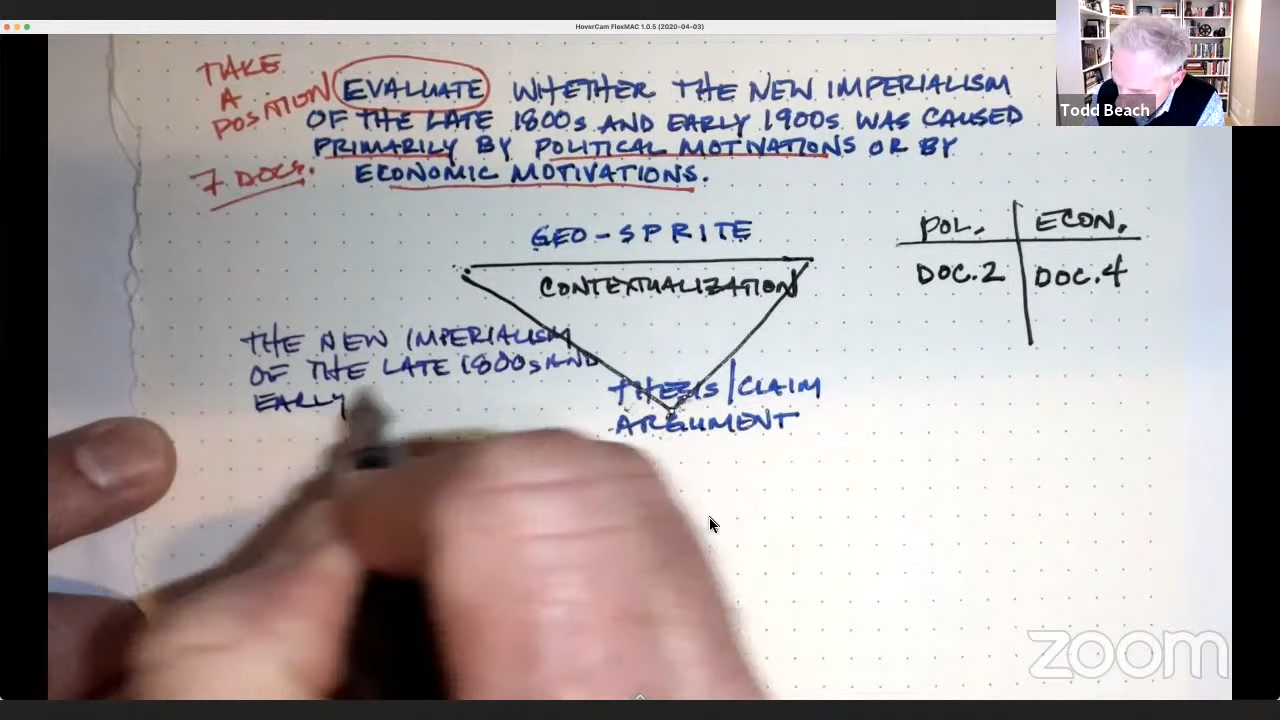 HoverCam FlexMAC 1.0.5 (2020-04-03)
TAKE
A
POSITION
EVALUATE WHETHER THE NEW IMPERIALISM
OF THE LATE 1800s AND EARLY 1900s WAS CAUSED
PRIMARILY BY POLITICAL MOTIVATIONS OR BY
ECONOMIC MOTIVATIONS.
7 DOCS.
Todd Beach
GEO-SPRITE
CONTEXTUALIZATION
POL. ECON.
DOC.2 DOC.4
THE NEW IMPERIALISM
OF THE LATE 1800s AND
EARLY
THESIS/CLAIM
ARGUMENT
zoom